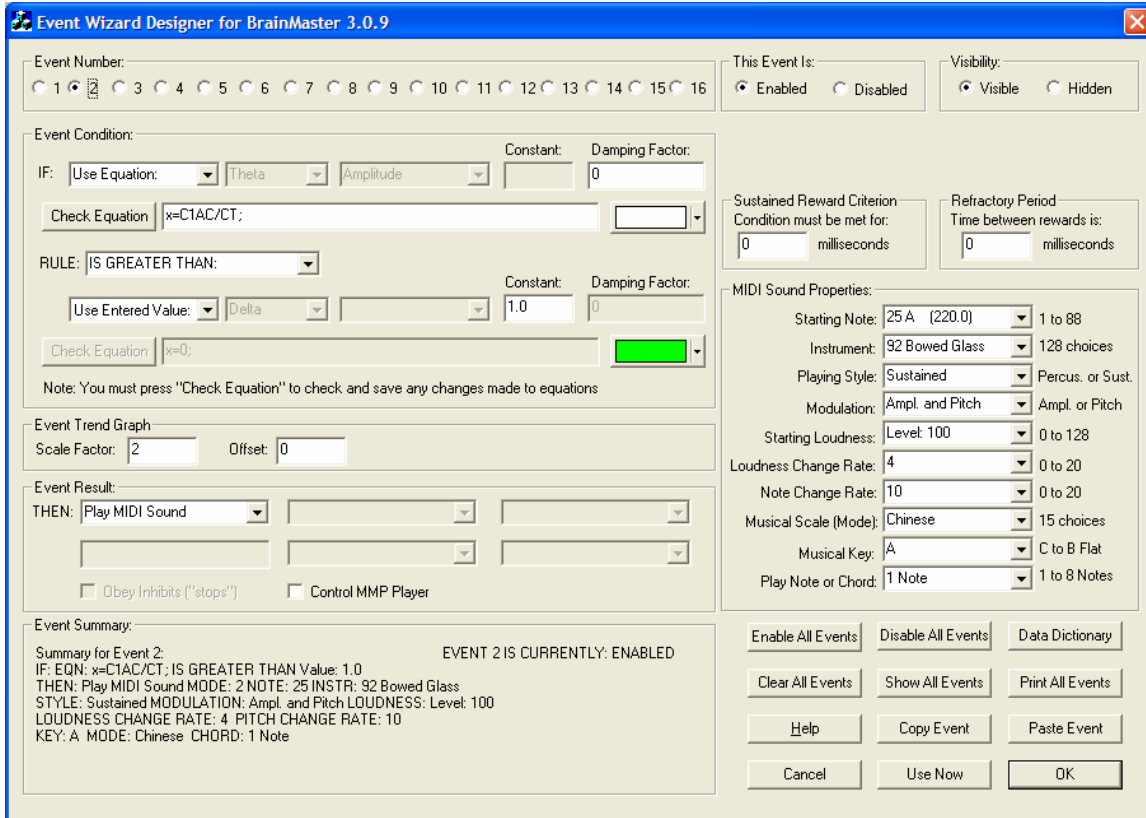 Event Wizard Designer for BrainMaster 3.0.9
Event Number:
1 2 3 4 5 6 7 8 9 10 11 12 13 14 15 16
This Event Is:
Enabled Disabled
Visibility:
Visible Hidden
Event Condition:
Constant: Damping Factor:
IF: Use Equation: Theta Amplitude 0
Check Equation x=C1AC/CT;
RULE: IS GREATER THAN:
Constant: Damping Factor:
Use Entered Value: Delta 1.0 0
Check Equation x=0;
Note: You must press "Check Equation" to check and save any changes made to equations
Sustained Reward Criterion
Condition must be met for:
0 milliseconds
Refractory Period
Time between rewards is:
0 milliseconds
Event Trend Graph
Scale Factor: 2 Offset: 0
Event Result:
THEN: Play MIDI Sound
Obey Inhibits ("stops") Control MMP Player
MIDI Sound Properties:
Starting Note: 25 A (220.0) 1 to 88
Instrument: 92 Bowed Glass 128 choices
Playing Style: Sustained Percus. or Sust.
Modulation: Ampl. and Pitch Ampl. or Pitch
Starting Loudness: Level: 100 0 to 128
Loudness Change Rate: 4 0 to 20
Note Change Rate: 10 0 to 20
Musical Scale (Mode): Chinese 15 choices
Musical Key: A C to B Flat
Play Note or Chord: 1 Note 1 to 8 Notes
Event Summary:
Summary for Event 2: EVENT 2 IS CURRENTLY: ENABLED
IF: EQN: x=C1AC/CT; IS GREATER THAN Value: 1.0
THEN: Play MIDI Sound MODE: 2 NOTE: 25 INSTR: 92 Bowed Glass
STYLE: Sustained MODULATION: Ampl. and Pitch LOUDNESS: Level: 100
LOUDNESS CHANGE RATE: 4 PITCH CHANGE RATE: 10
KEY: A MODE: Chinese CHORD: 1 Note
Enable All Events Disable All Events Data Dictionary
Clear All Events Show All Events Print All Events
Help Copy Event Paste Event
Cancel Use Now OK